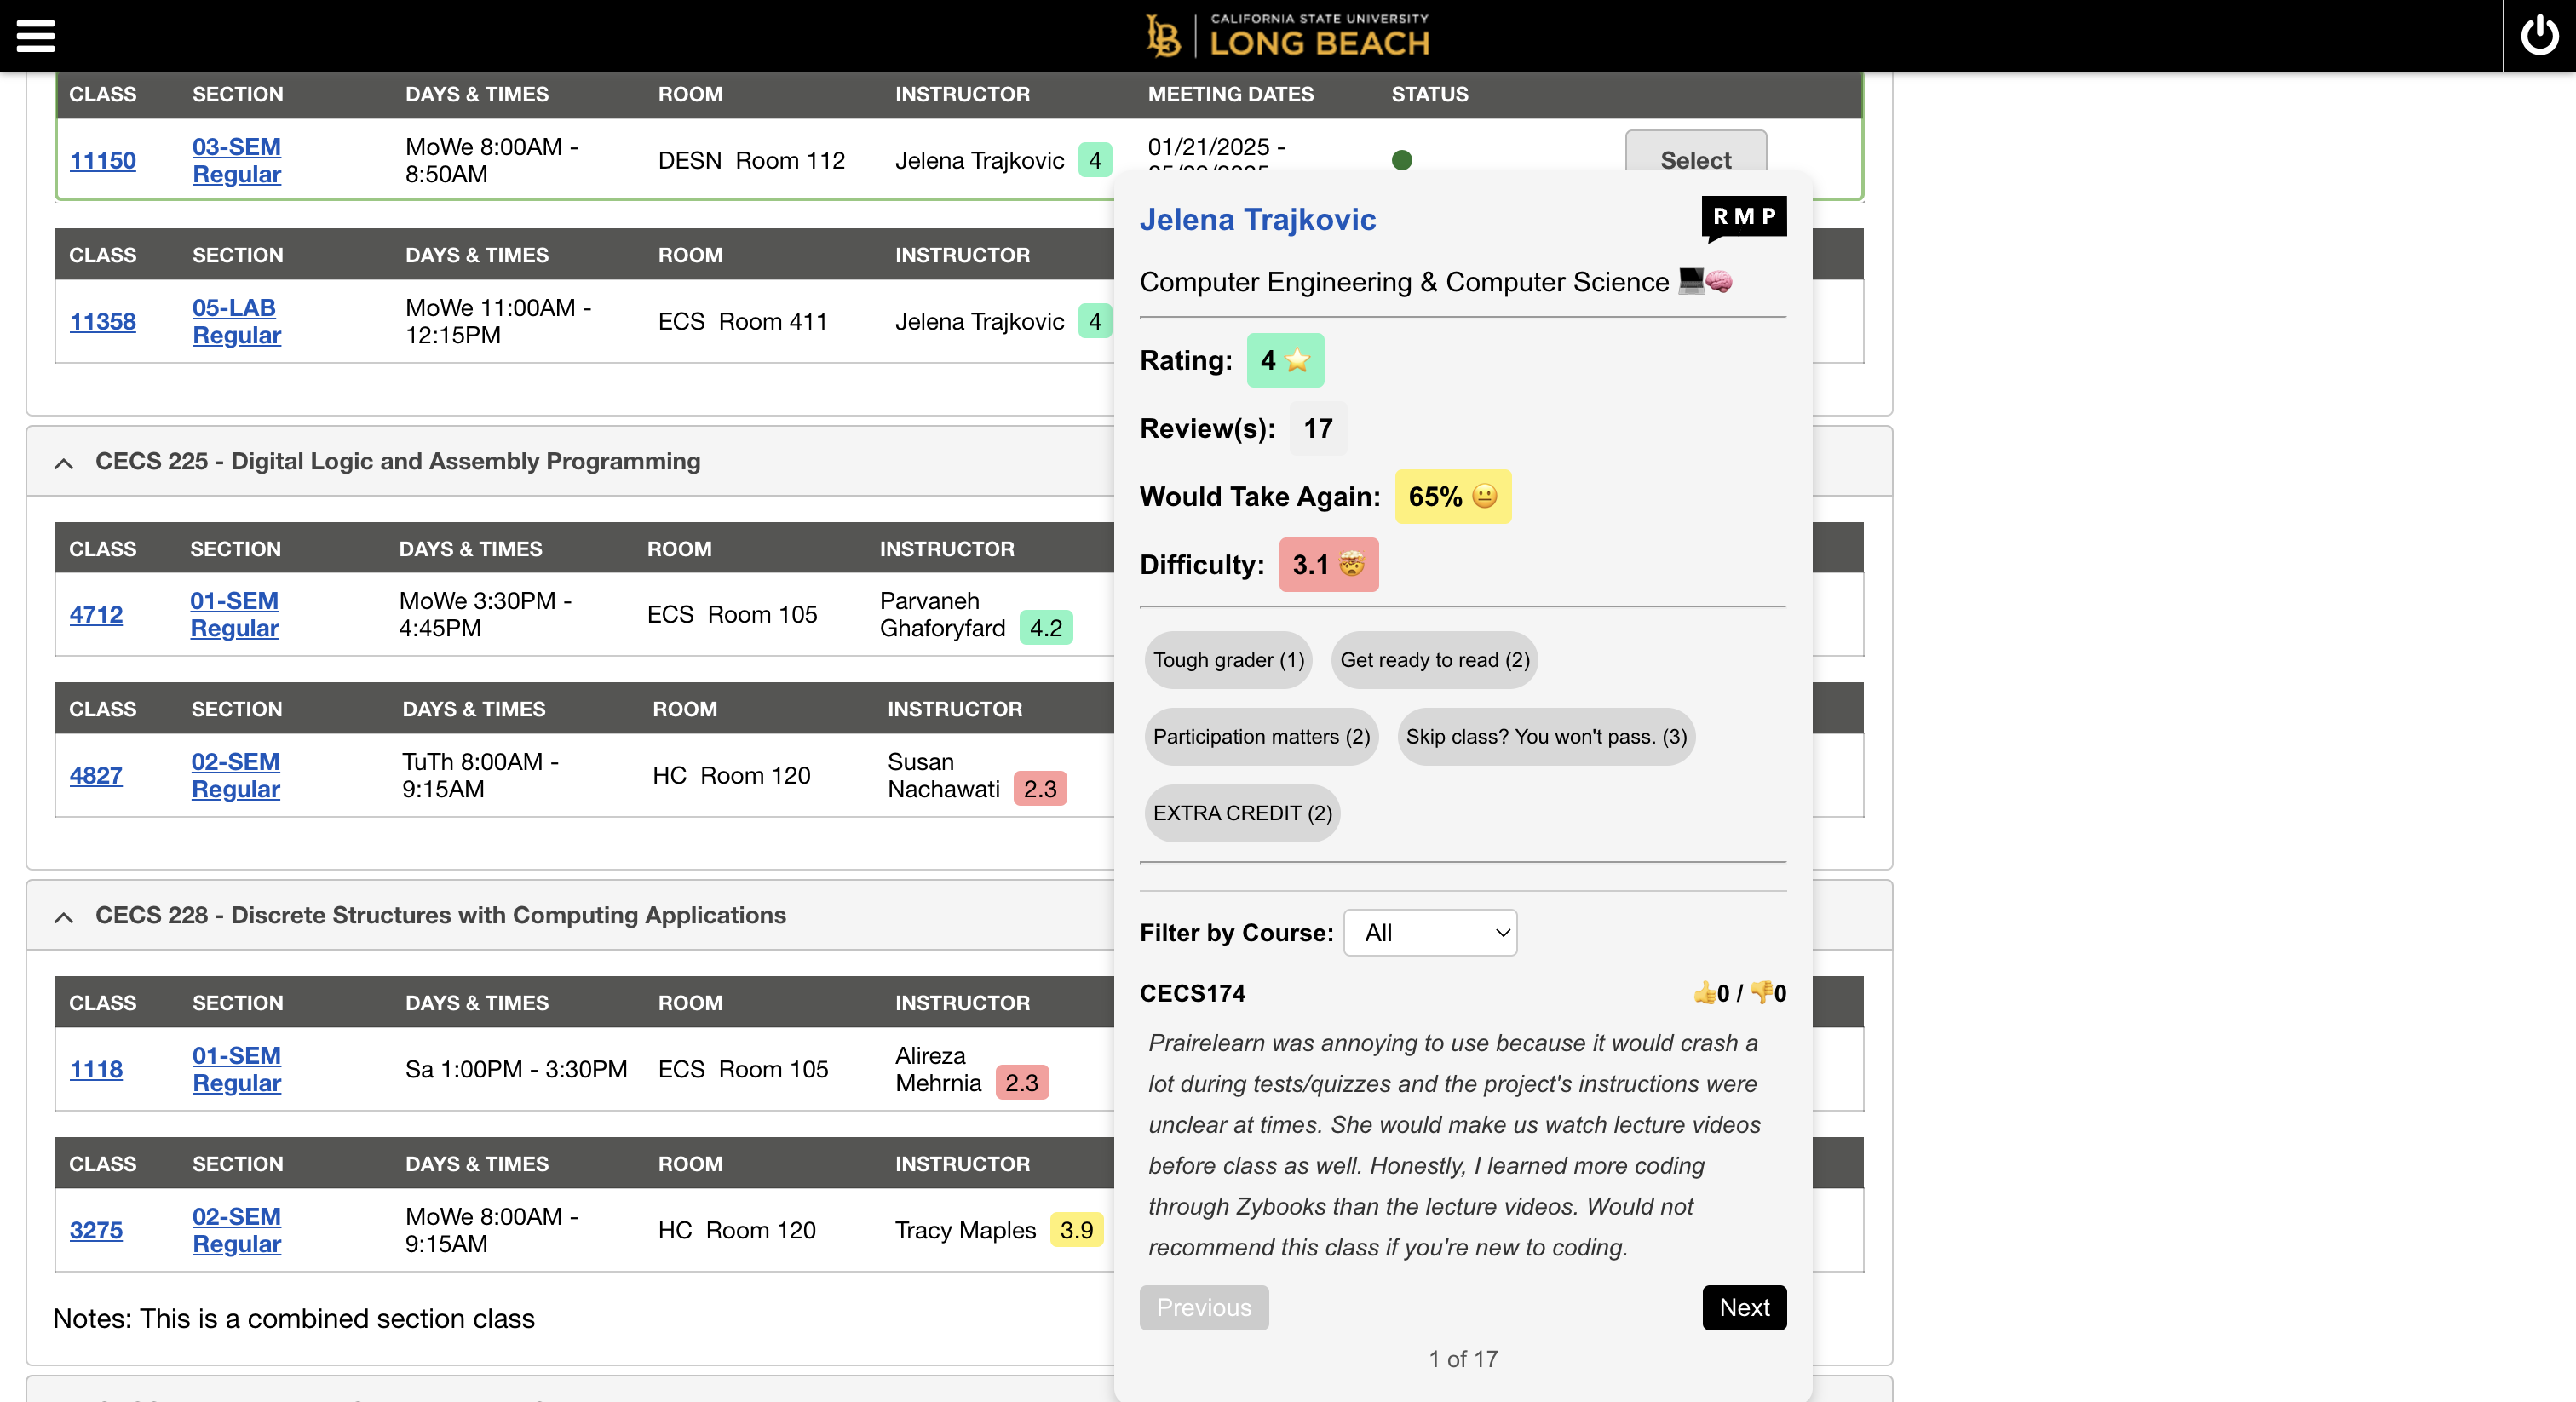 CALIFORNIA STATE UNIVERSITY
LONG BEACH
CLASS SECTION DAYS & TIMES ROOM INSTRUCTOR MEETING DATES STATUS
11150 03-SEM Regular MoWe 8:00AM - 8:50AM DESN Room 112 Jelena Trajkovic 4 01/21/2025 - Select
CLASS SECTION DAYS & TIMES ROOM INSTRUCTOR
11358 05-LAB Regular MoWe 11:00AM - 12:15PM ECS Room 411 Jelena Trajkovic 4
CECS 225 - Digital Logic and Assembly Programming
CLASS SECTION DAYS & TIMES ROOM INSTRUCTOR
4712 01-SEM Regular MoWe 3:30PM - 4:45PM ECS Room 105 Parvaneh Ghaforyfard 4.2
CLASS SECTION DAYS & TIMES ROOM INSTRUCTOR
4827 02-SEM Regular TuTh 8:00AM - 9:15AM HC Room 120 Susan Nachawati 2.3
CECS 228 - Discrete Structures with Computing Applications
CLASS SECTION DAYS & TIMES ROOM INSTRUCTOR
1118 01-SEM Regular Sa 1:00PM - 3:30PM ECS Room 105 Alireza Mehrnia 2.3
CLASS SECTION DAYS & TIMES ROOM INSTRUCTOR
3275 02-SEM Regular MoWe 8:00AM - 9:15AM HC Room 120 Tracy Maples 3.9
Notes: This is a combined section class
Jelena Trajkovic
RMP
Computer Engineering & Computer Science 💻🧠
Rating: 4 ⭐
Review(s): 17
Would Take Again: 65% 😐
Difficulty: 3.1 🤯
Tough grader (1) Get ready to read (2)
Participation matters (2) Skip class? You won't pass. (3)
EXTRA CREDIT (2)
Filter by Course: All
CECS174 👍0 / 👎0
Prairelearn was annoying to use because it would crash a
lot during tests/quizzes and the project's instructions were
unclear at times. She would make us watch lecture videos
before class as well. Honestly, I learned more coding
through Zybooks than the lecture videos. Would not
recommend this class if you're new to coding.
Previous Next
1 of 17